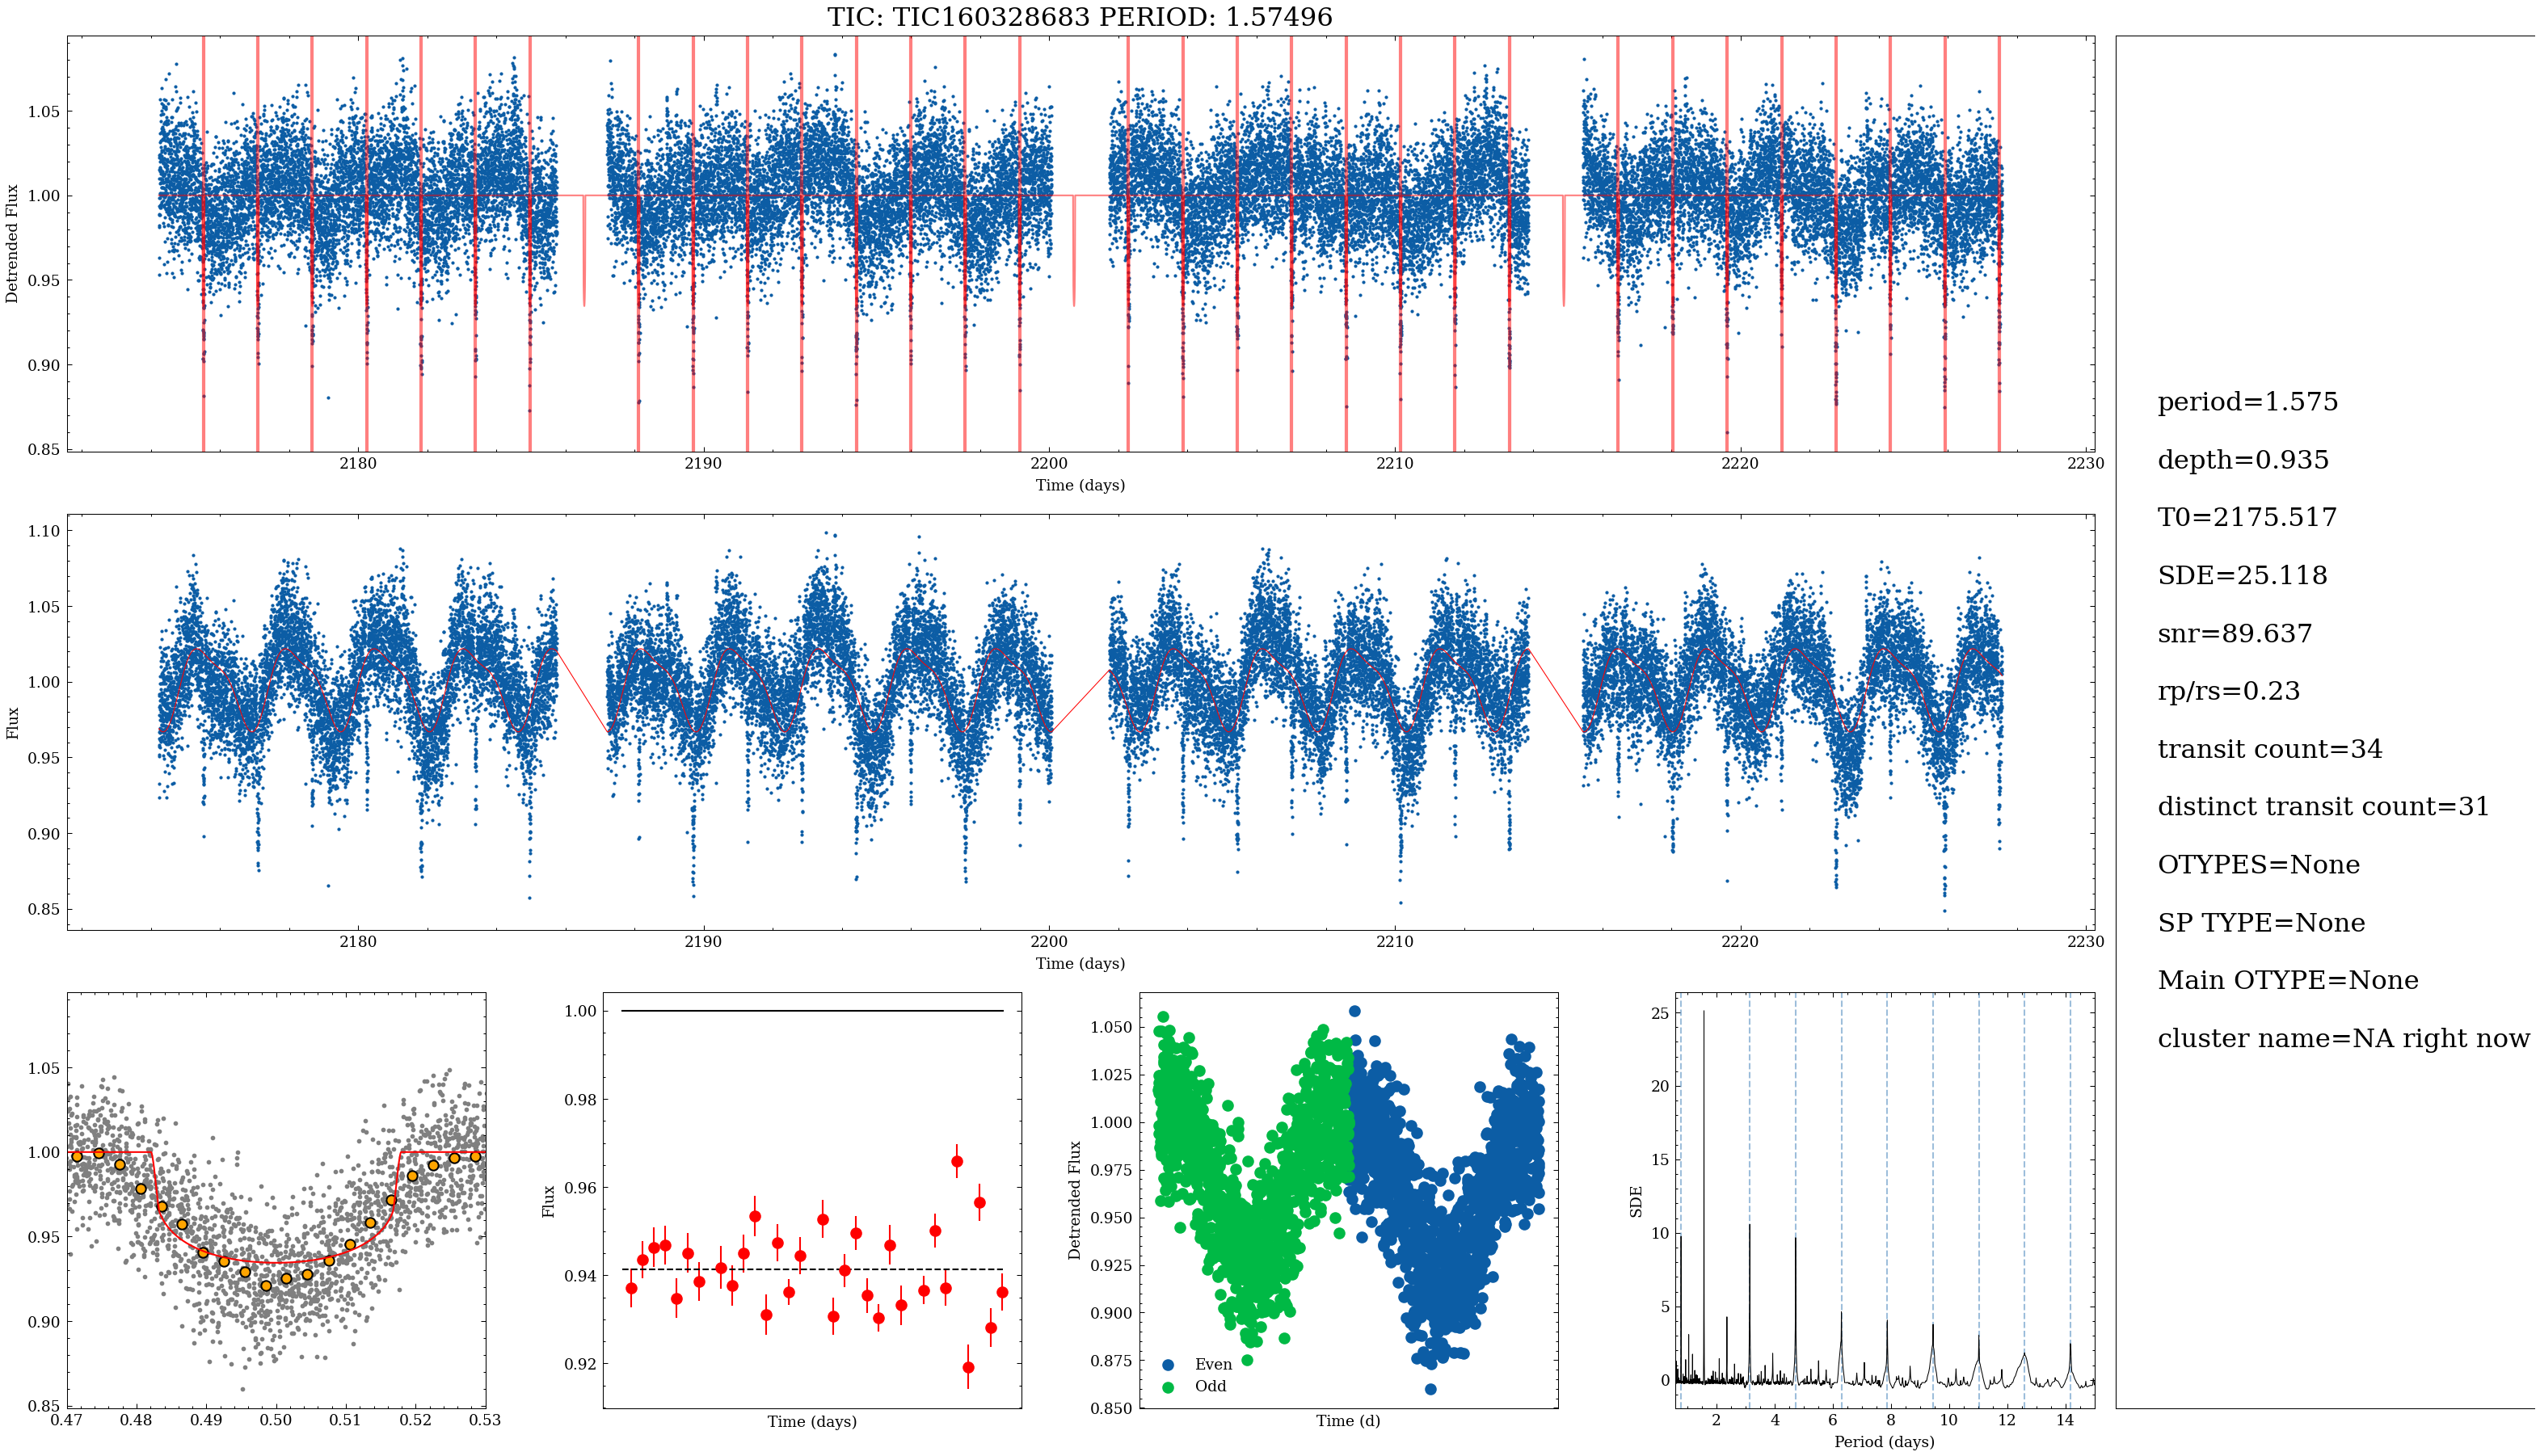 TIC: TIC160328683 PERIOD: 1.57496
Detrended Flux
1.05
1.00
0.95
0.90
0.85
2180 2190 2200 2210 2220 2230
Time (days)
Flux
1.10
1.05
1.00
0.95
0.90
0.85
2180 2190 2200 2210 2220 2230
Time (days)
1.05
1.00
0.95
0.90
0.85
0.47 0.48 0.49 0.50 0.51 0.52 0.53
Flux
1.00
0.98
0.96
0.94
0.92
Time (days)
Detrended Flux
1.050
1.025
1.000
0.975
0.950
0.925
0.900
0.875
0.850
Even
Odd
Time (d)
SDE
25
20
15
10
5
0
2 4 6 8 10 12 14
Period (days)
period=1.575
depth=0.935
T0=2175.517
SDE=25.118
snr=89.637
rp/rs=0.23
transit count=34
distinct transit count=31
OTYPES=None
SP TYPE=None
Main OTYPE=None
cluster name=NA right now